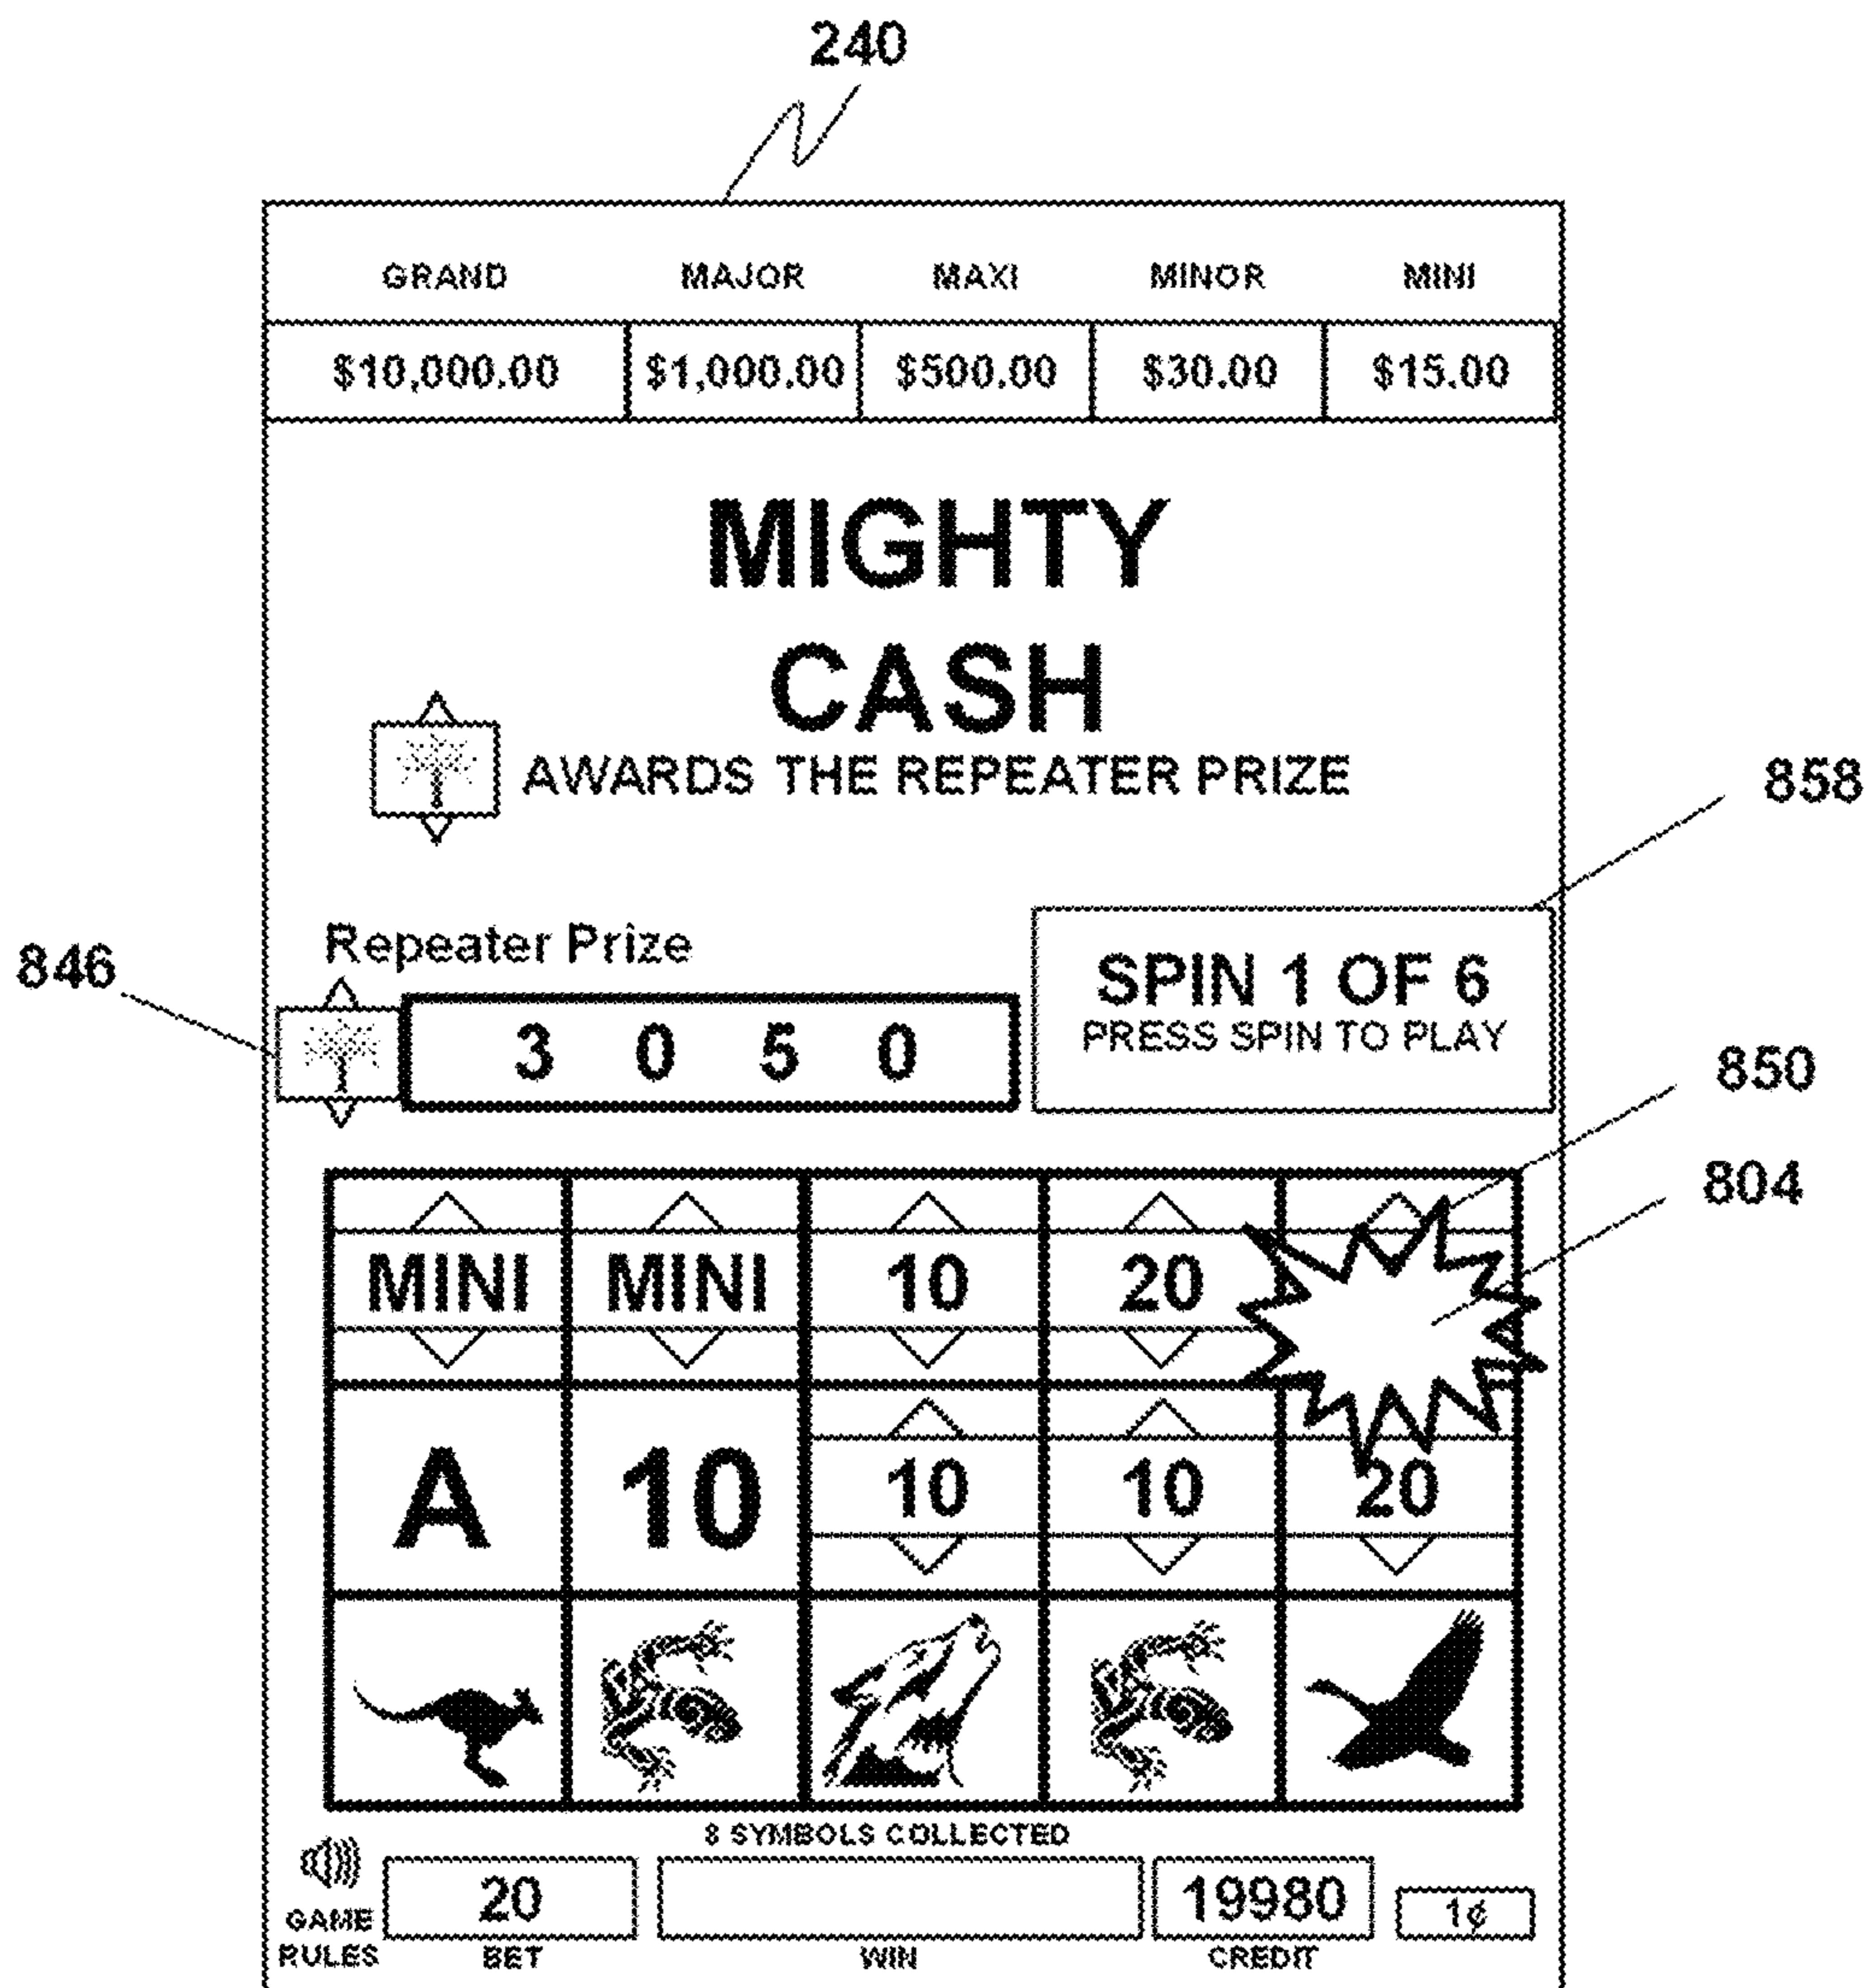 240
GRAND MAJOR MAXI MINOR MINI
$10,000.00 $1,000.00 $500.00 $30.00 $15.00
MIGHTY
CASH
AWARDS THE REPEATER PRIZE
858
846
Repeater Prize
3 0 5 0
SPIN 1 OF 6
PRESS SPIN TO PLAY
850
804
MINI MINI 10 20
A 10 10 10 20
8 SYMBOLS COLLECTED
GAME
RULES
20
BET
WIN
19980
CREDIT
1¢